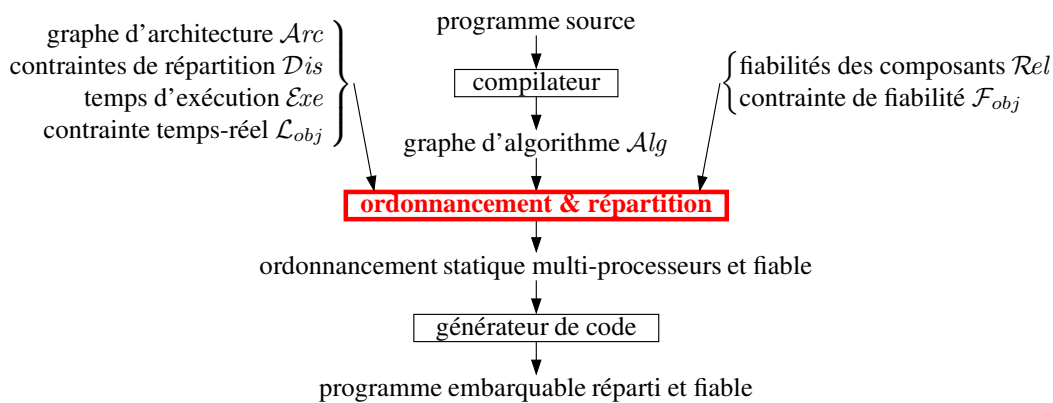 programme source
graphe d'architecture Arc
contraintes de répartition Dis
temps d'exécution Exe
contrainte temps-réel L_obj
compilateur
fiabilités des composants Rel
contrainte de fiabilité F_obj
graphe d'algorithme Alg
ordonnancement & répartition
ordonnancement statique multi-processeurs et fiable
générateur de code
programme embarquable réparti et fiable